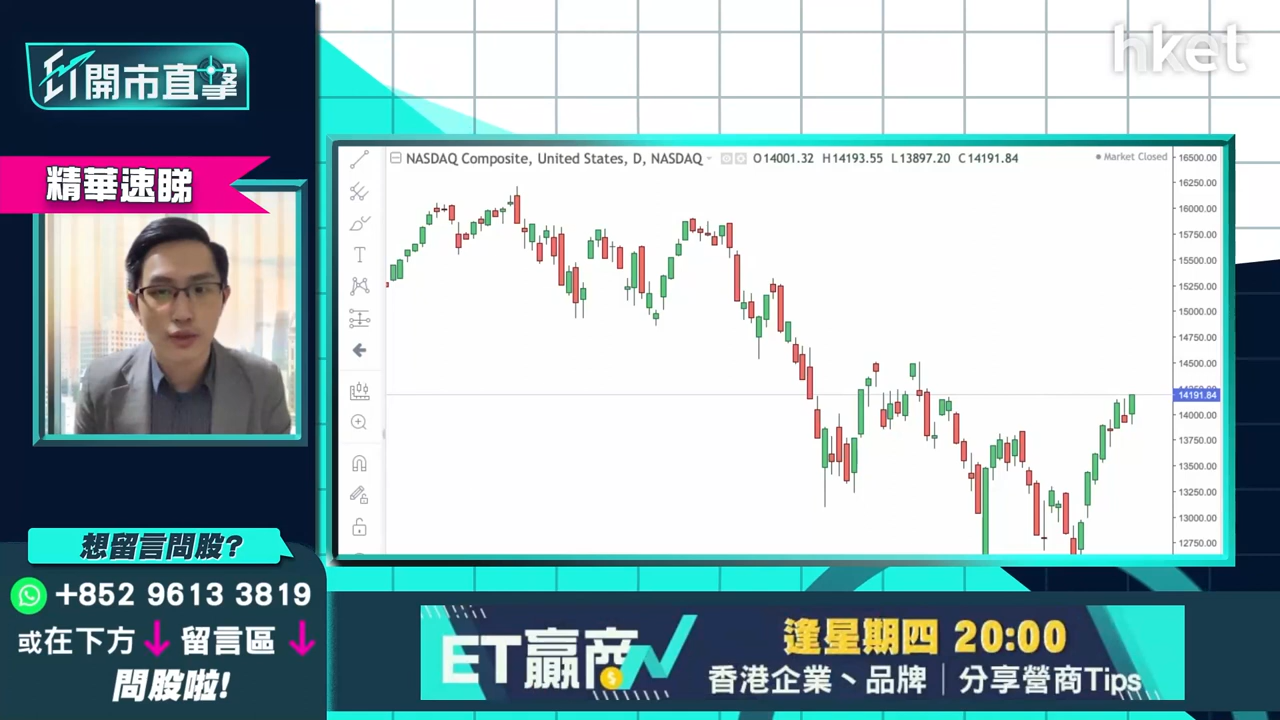 ET開市直擊
hket
精華速睇
NASDAQ Composite, United States, D, NASDAQ O14001.32 H14193.55 L13897.20 C14191.84
Market Closed
16500.00
16250.00
16000.00
15750.00
15500.00
15250.00
15000.00
14750.00
14500.00
14191.84
14000.00
13750.00
13500.00
13250.00
13000.00
12750.00
想留言問股?
+852 9613 3819
或在下方↓留言區↓
問股啦!
ET贏商
逢星期四 20:00
香港企業、品牌｜分享營商Tips